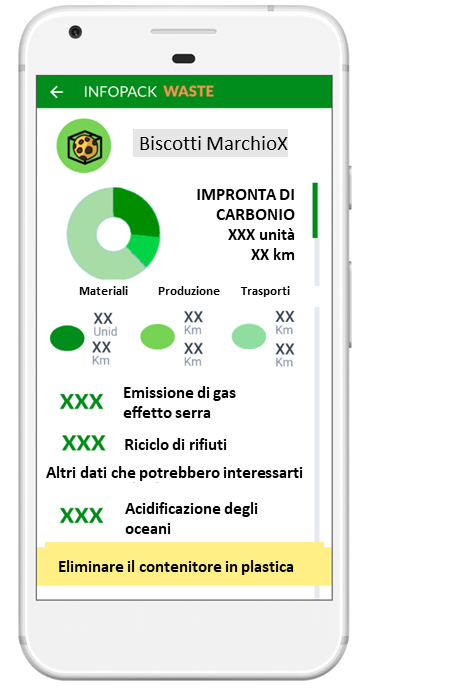 INFOPACK WASTE
Biscotti MarchioX
IMPRONTA DI
CARBONIO
XXX unità
XX km
Materiali Produzione Trasporti
XX XX XX
Unid Km Km
XX XX XX
Km Km Km
XXX Emissione di gas
effetto serra
XXX Riciclo di rifiuti
Altri dati che potrebbero interessarti
XXX Acidificazione degli
oceani
Eliminare il contenitore in plastica